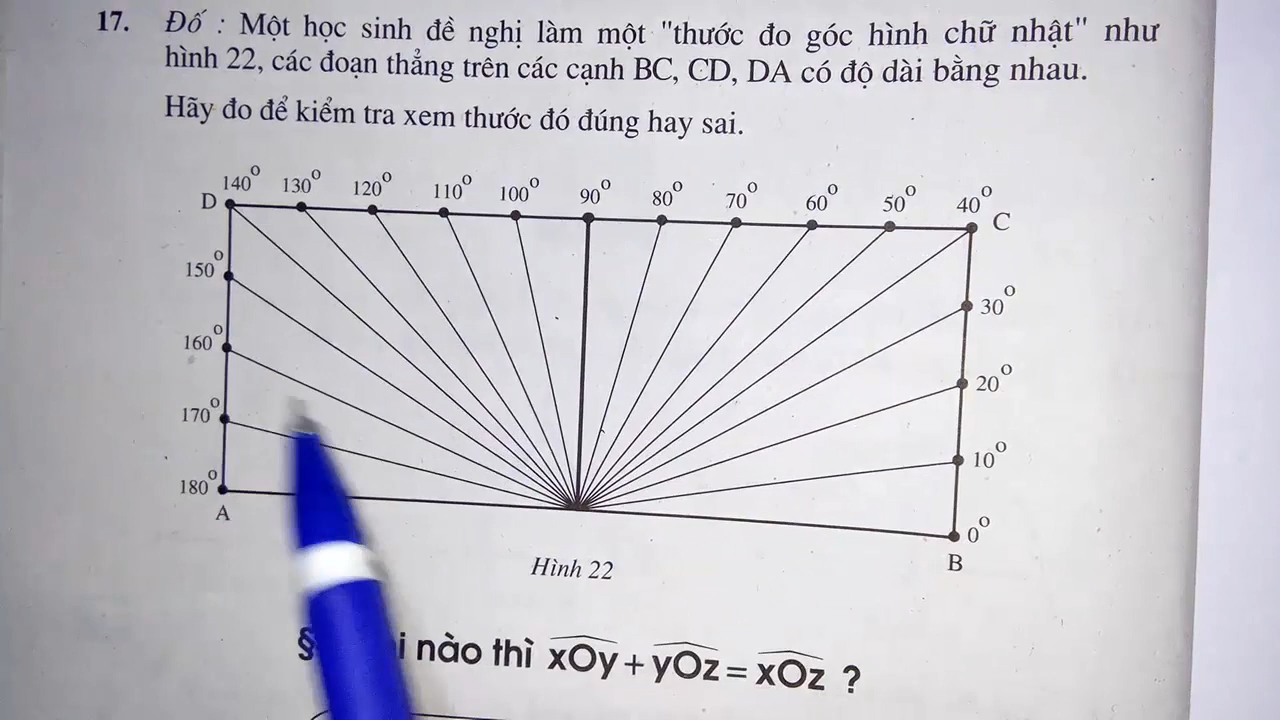 17. Đố : Một học sinh đề nghị làm một "thước đo góc hình chữ nhật" như
hình 22, các đoạn thẳng trên các cạnh BC, CD, DA có độ dài bằng nhau.
Hãy đo để kiểm tra xem thước đó đúng hay sai.
D 140° 130° 120° 110° 100° 90° 80° 70° 60° 50° 40° C
150°
30°
160°
20°
170°
10°
180°
0°
A
B
Hình 22
§ nào thì xOy + yOz = xOz ?